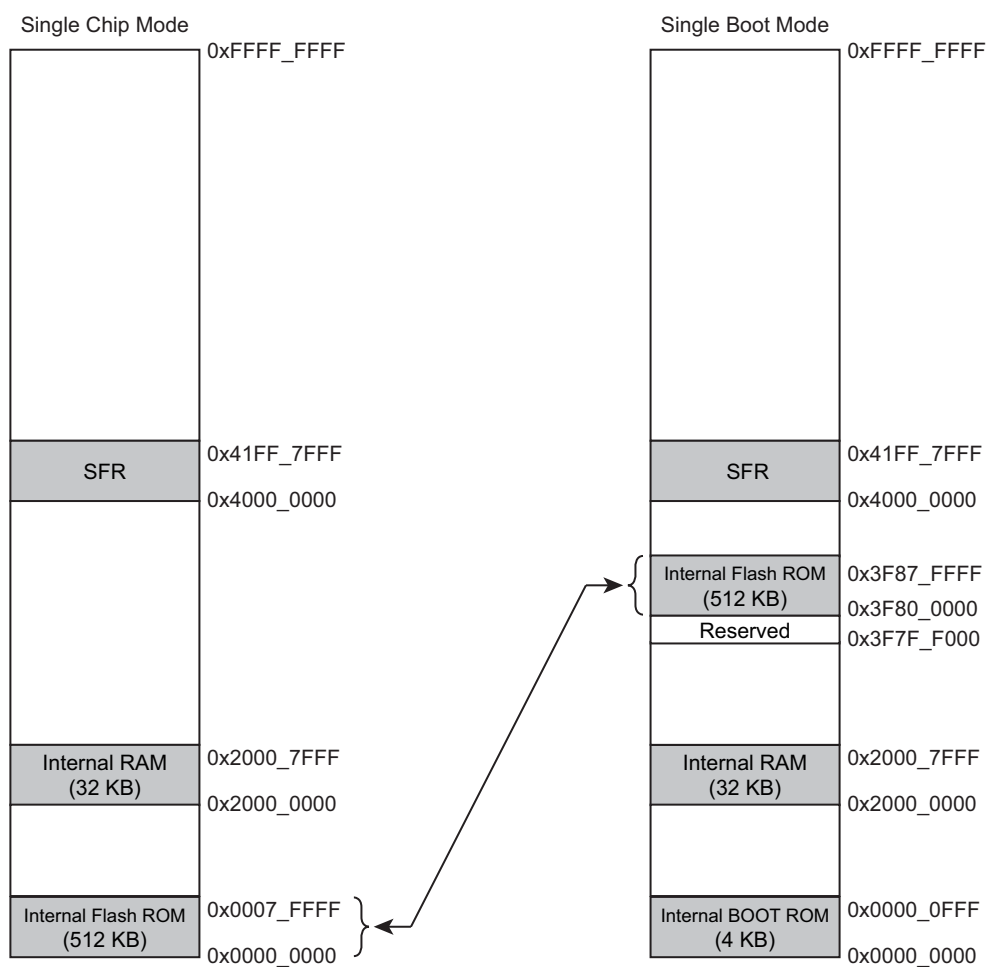 Single Chip Mode
0xFFFF_FFFF
SFR
0x41FF_7FFF
0x4000_0000
Internal RAM
(32 KB)
0x2000_7FFF
0x2000_0000
Internal Flash ROM
(512 KB)
0x0007_FFFF
0x0000_0000
Single Boot Mode
0xFFFF_FFFF
SFR
0x41FF_7FFF
0x4000_0000
Internal Flash ROM
(512 KB)
0x3F87_FFFF
0x3F80_0000
Reserved
0x3F7F_F000
Internal RAM
(32 KB)
0x2000_7FFF
0x2000_0000
Internal BOOT ROM
(4 KB)
0x0000_0FFF
0x0000_0000